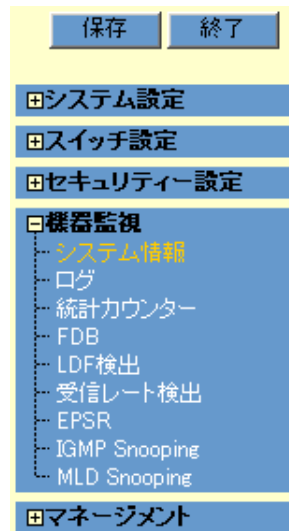 保存 終了
システム設定
スイッチ設定
セキュリティー設定
機器監視
システム情報
ログ
統計カウンター
FDB
LDF検出
受信レート検出
EPSR
IGMP Snooping
MLD Snooping
マネージメント